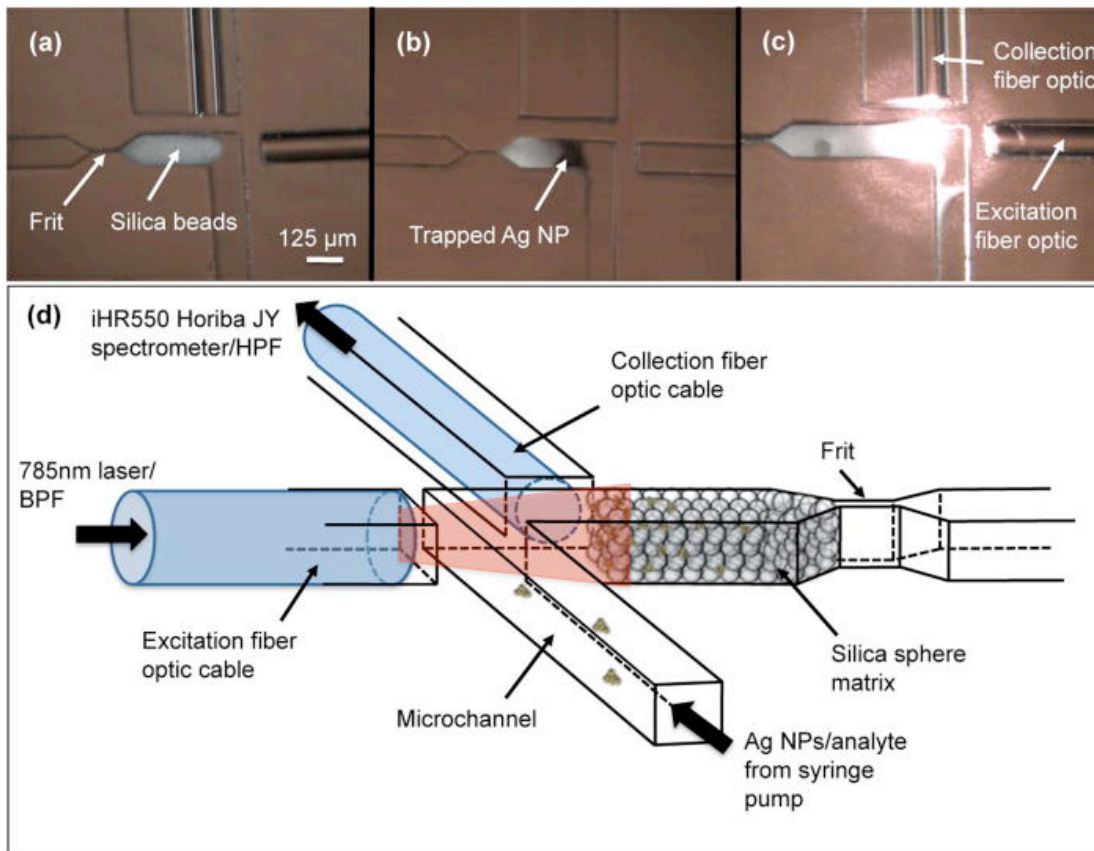 (a)
Frit
Silica beads
125 µm
(b)
Trapped Ag NP
(c)
Collection
fiber optic
Excitation
fiber optic
(d)
iHR550 Horiba JY
spectrometer/HPF
Collection fiber
optic cable
Frit
785nm laser/
BPF
Excitation fiber
optic cable
Silica sphere
matrix
Microchannel
Ag NPs/analyte
from syringe
pump